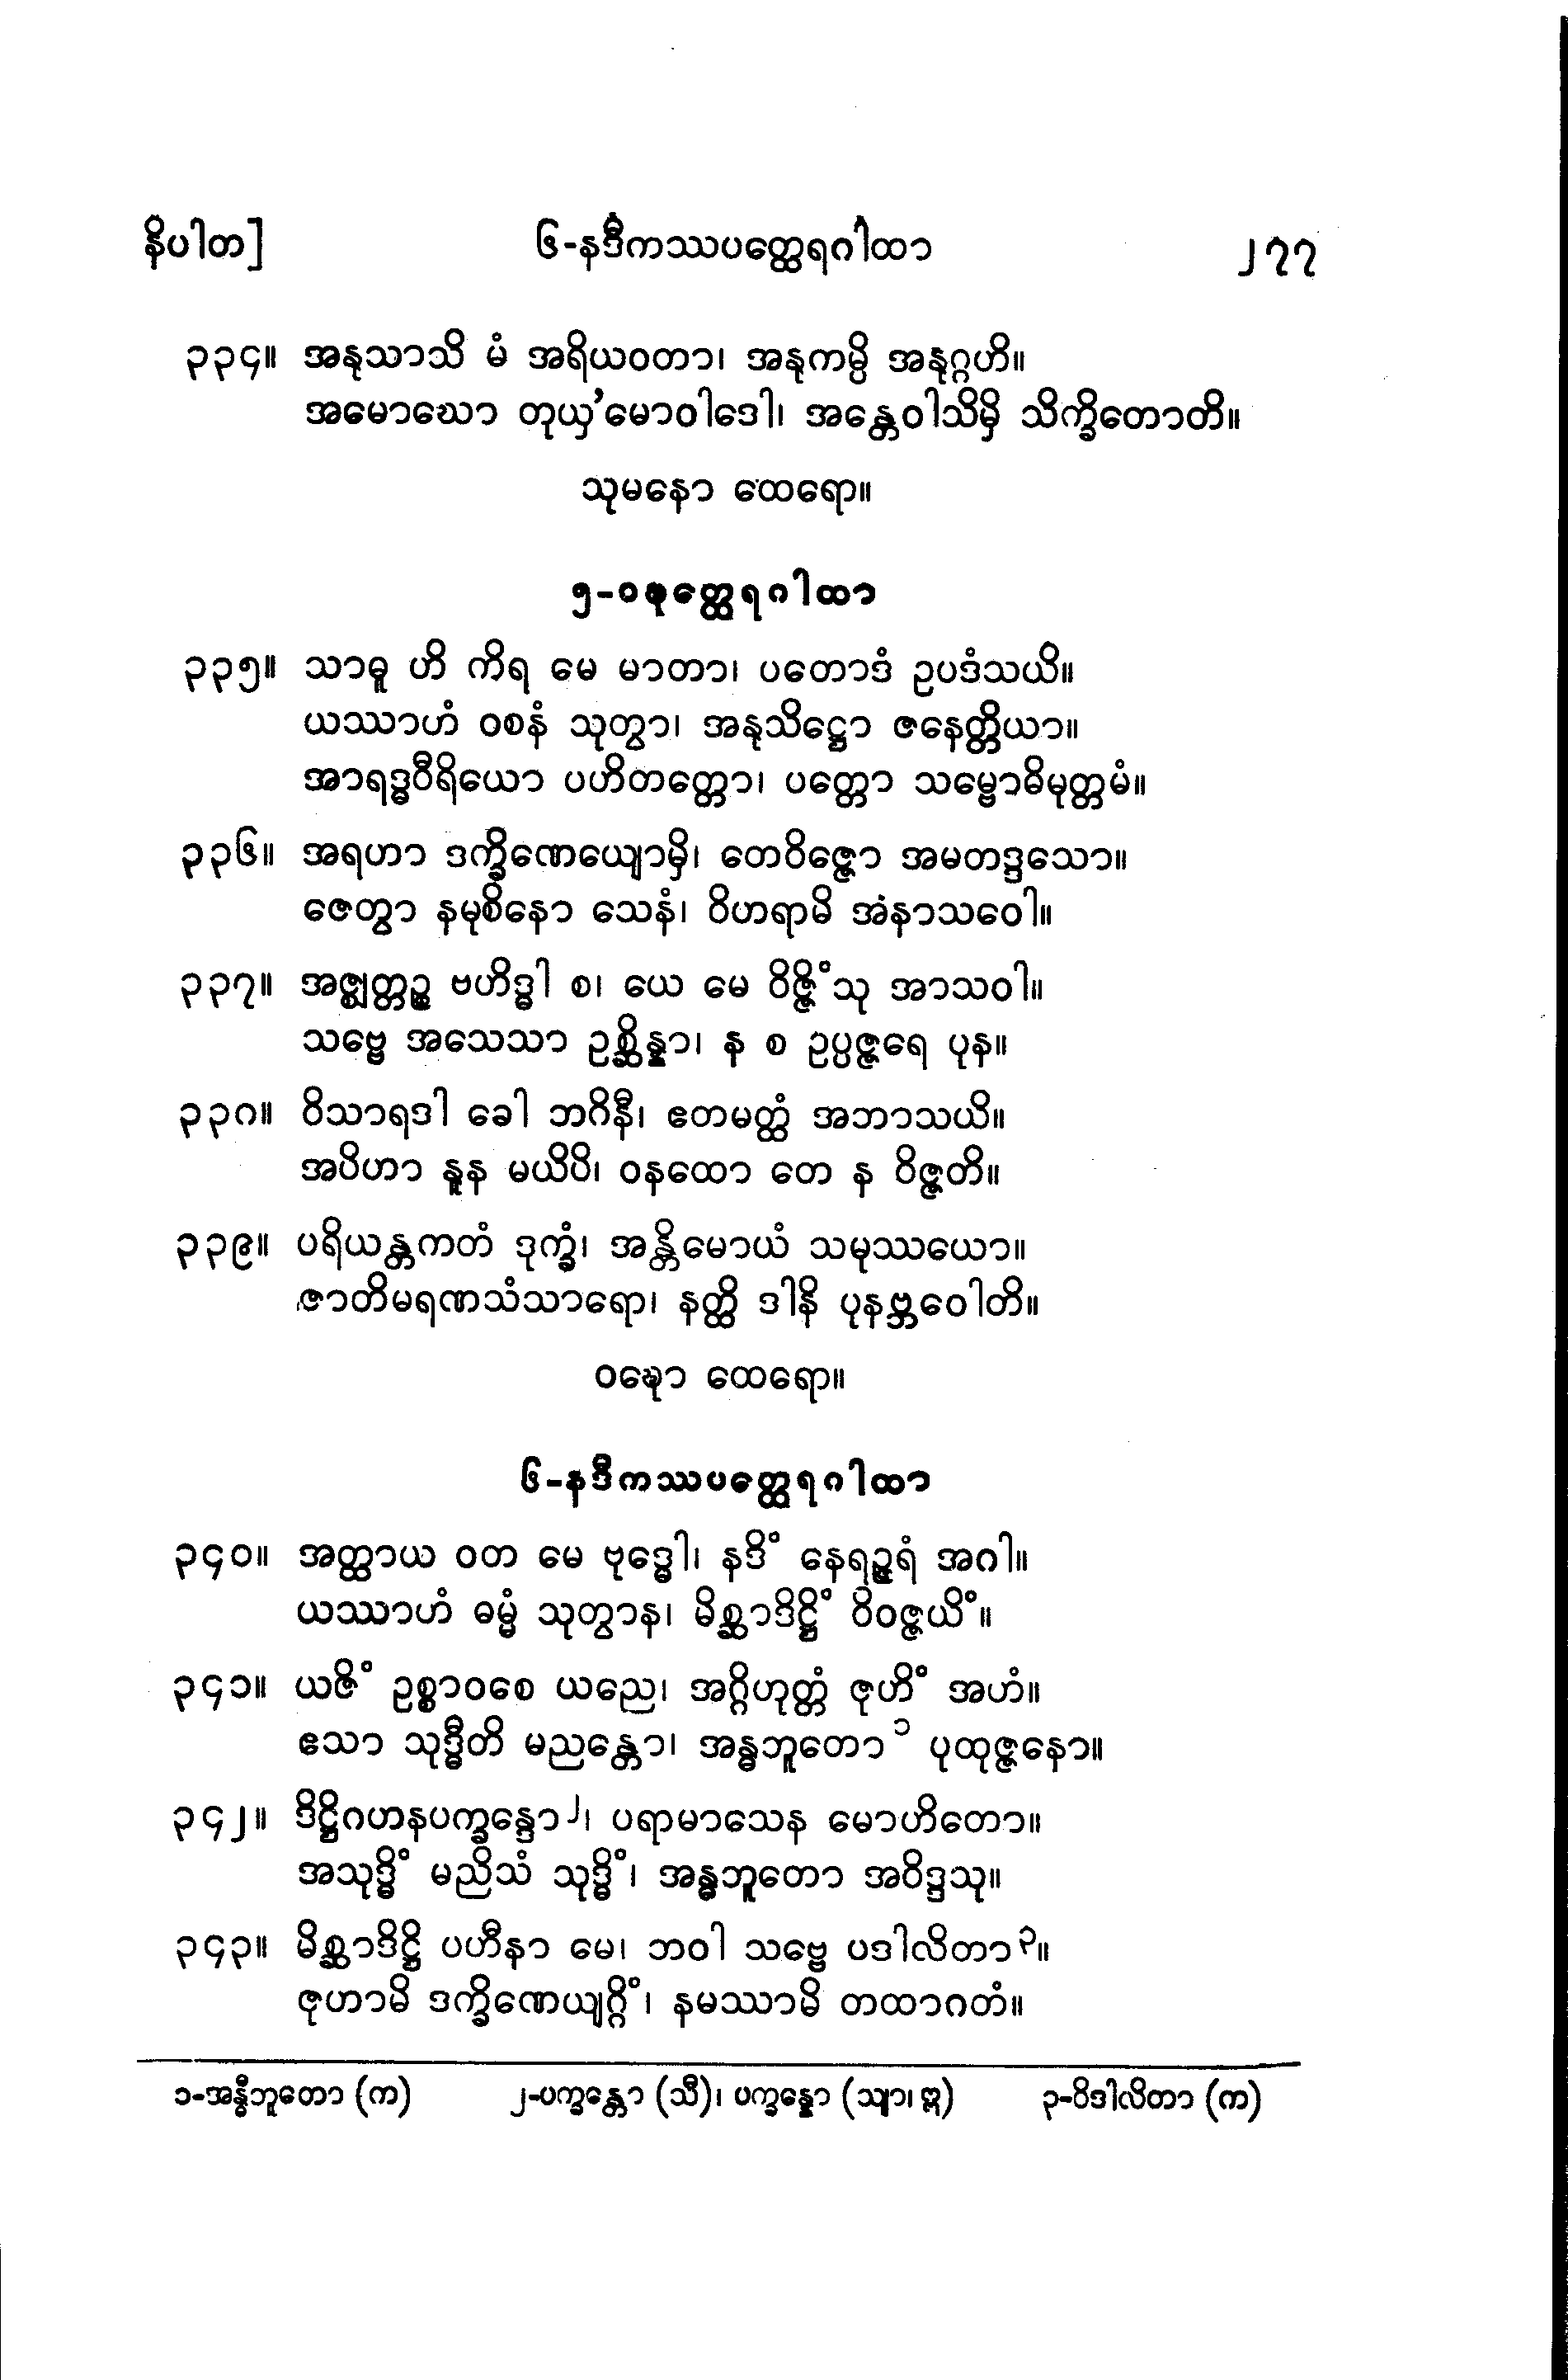 နိပါတ]	၆-နဒီကဿပတ္ထေရဂါထာ	၂၇၇
၃၃၄။ အနုသာသိ မံ အရိယဝတာ၊ အနုကမ္ပိ အနုဂ္ဂဟိ။
အမောဃော တုယှ'မောဝါဒေါ၊ အန္တေဝါသိမှိ သိက္ခိတောတိ။
သုမနော ထေရော။
၅-ဝဍ္ဎတ္ထေရဂါထာ
၃၃၅။ သာဓူ ဟိ ကိရ မေ မာတာ၊ ပတောဒံ ဥပဒံသယိ။
ယဿာဟံ ဝစနံ သုတွာ၊ အနုသိဋ္ဌော ဇနေတ္တိယာ။
အာရဒ္ဓဝီရိယော ပဟိတတ္တော၊ ပတ္တော သမ္ဗောဓိမုတ္တမံ။
၃၃၆။ အရဟာ ဒက္ခိဏေယျောမှိ၊ တေဝိဇ္ဇော အမတဒ္ဒသော။
ဇေတွာ နမုစိနော သေနံ၊ ဝိဟရာမိ အနာသဝေါ။
၃၃၇။ အဇ္ဈတ္တဉ္စ ဗဟိဒ္ဓါ စ၊ ယေ မေ ဝိဇ္ဇိံသု အာသဝါ။
သဗ္ဗေ အသေသာ ဥစ္ဆိန္နာ၊ န စ ဥပ္ပဇ္ဇရေ ပုန။
၃၃၈။ ဝိသာရဒါ ခေါ ဘဂိနီ၊ ဧတမတ္ထံ အဘာသယိ။
အပိဟာ နူန မယိပိ၊ ဝနထော တေ န ဝိဇ္ဇတိ။
၃၃၉။ ပရိယန္တကတံ ဒုက္ခံ၊ အန္တိမောယံ သမုဿယော။
ဇာတိမရဏသံသာရော၊ နတ္ထိ ဒါနိ ပုနဗ္ဘဝေါတိ။
ဝဍ္ဎော ထေရော။
၆-နဒီကဿပတ္ထေရဂါထာ
၃၄၀။ အတ္ထာယ ဝတ မေ ဗုဒ္ဓေါ၊ နဒိံ နေရဉ္ဇရံ အဂါ။
ယဿာဟံ ဓမ္မံ သုတွာန၊ မိစ္ဆာဒိဋ္ဌိံ ဝိဝဇ္ဇယိံ။
၃၄၁။ ယဇိံ ဥစ္စာဝစေ ယညေ၊ အဂ္ဂိဟုတ္တံ ဇုဟိံ အဟံ။
ဧသာ သုဒ္ဓီတိ မညန္တော၊ အန္ဓဘူတော၁ ပုထုဇ္ဇနော။
၃၄၂။ ဒိဋ္ဌိဂဟနပက္ခန္ဒော၂၊ ပရာမာသေန မောဟိတော။
အသုဒ္ဓိံ မညိသံ သုဒ္ဓိံ၊ အန္ဓဘူတော အဝိဒ္ဒသု။
၃၄၃။ မိစ္ဆာဒိဋ္ဌိ ပဟီနာ မေ၊ ဘဝါ သဗ္ဗေ ပဒါလိတာ၃။
ဇုဟာမိ ဒက္ခိဏေယျဂ္ဂိံ၊ နမဿာမိ တထာဂတံ။
၁-အန္ဓီဘူတော (က)	၂-ပက္ခန္တော (သီ)၊ ပက္ခန္နော (သျာ၊ ဋ္ဌ)	၃-ဝိဒါလိတာ (က)